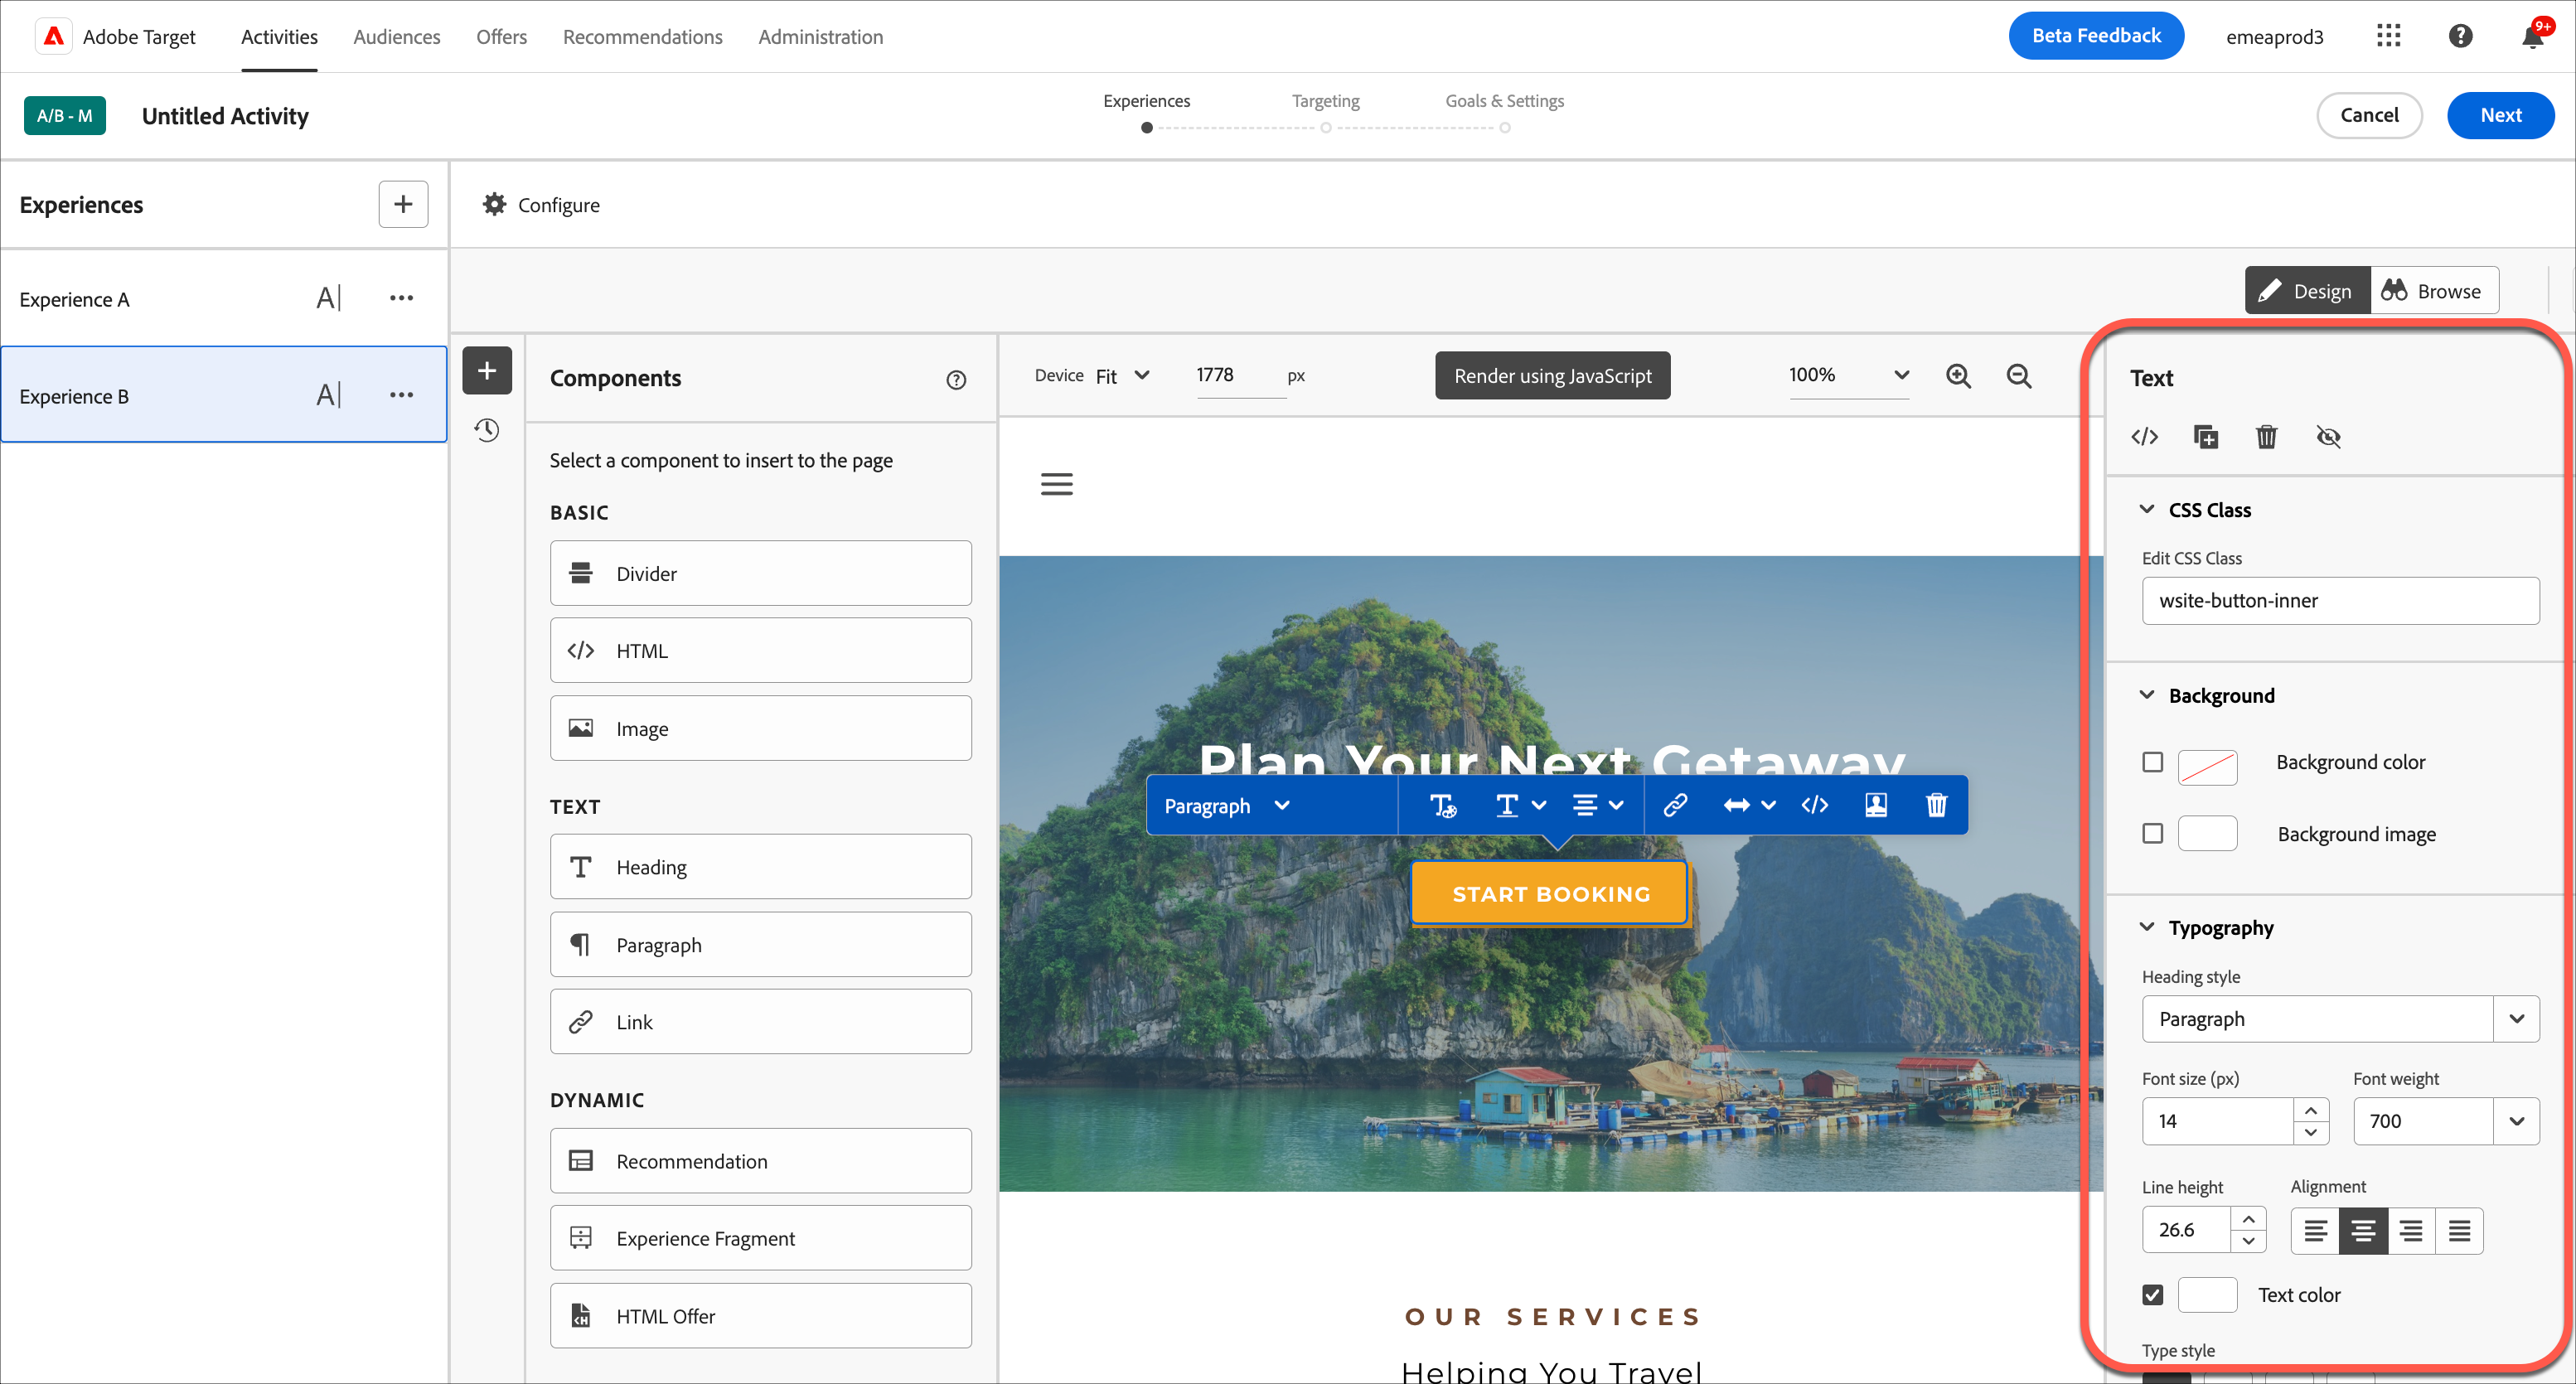 Adobe Target Activities Audiences Offers Recommendations Administration Beta Feedback emeaprod3 9+
A/B - M Untitled Activity Experiences Targeting Goals & Settings Cancel Next
Experiences
Configure
Experience A A
Design Browse
Experience B A
Components
Device Fit 1778 px Render using JavaScript 100%
Text
Select a component to insert to the page
BASIC
Divider
HTML
Image
TEXT
Heading
Paragraph
Link
DYNAMIC
Recommendation
Experience Fragment
HTML Offer
Plan Your Next Getaway
Paragraph
START BOOKING
OUR SERVICES
Helping You Travel
CSS Class
Edit CSS Class
wsite-button-inner
Background
Background color
Background image
Typography
Heading style
Paragraph
Font size (px) Font weight
14 700
Line height Alignment
26.6
Text color
Type style